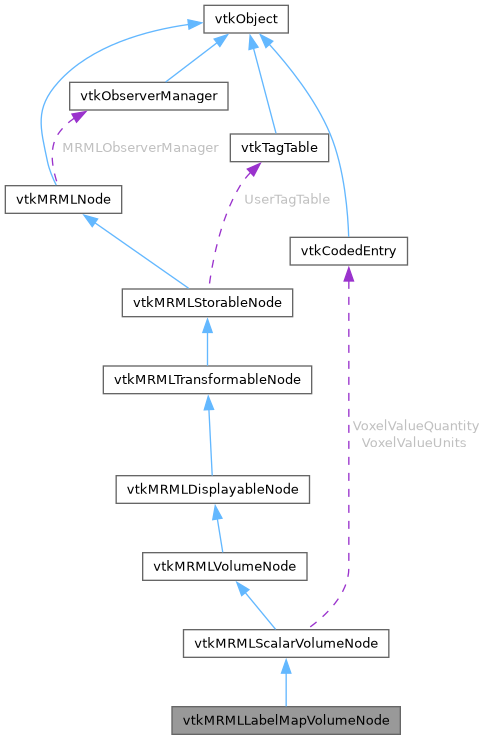 vtkObject
vtkObserverManager
MRMLObserverManager
vtkTagTable
vtkMRMLNode
UserTagTable
vtkCodedEntry
vtkMRMLStorableNode
vtkMRMLTransformableNode
VoxelValueQuantity
VoxelValueUnits
vtkMRMLDisplayableNode
vtkMRMLVolumeNode
vtkMRMLScalarVolumeNode
vtkMRMLLabelMapVolumeNode